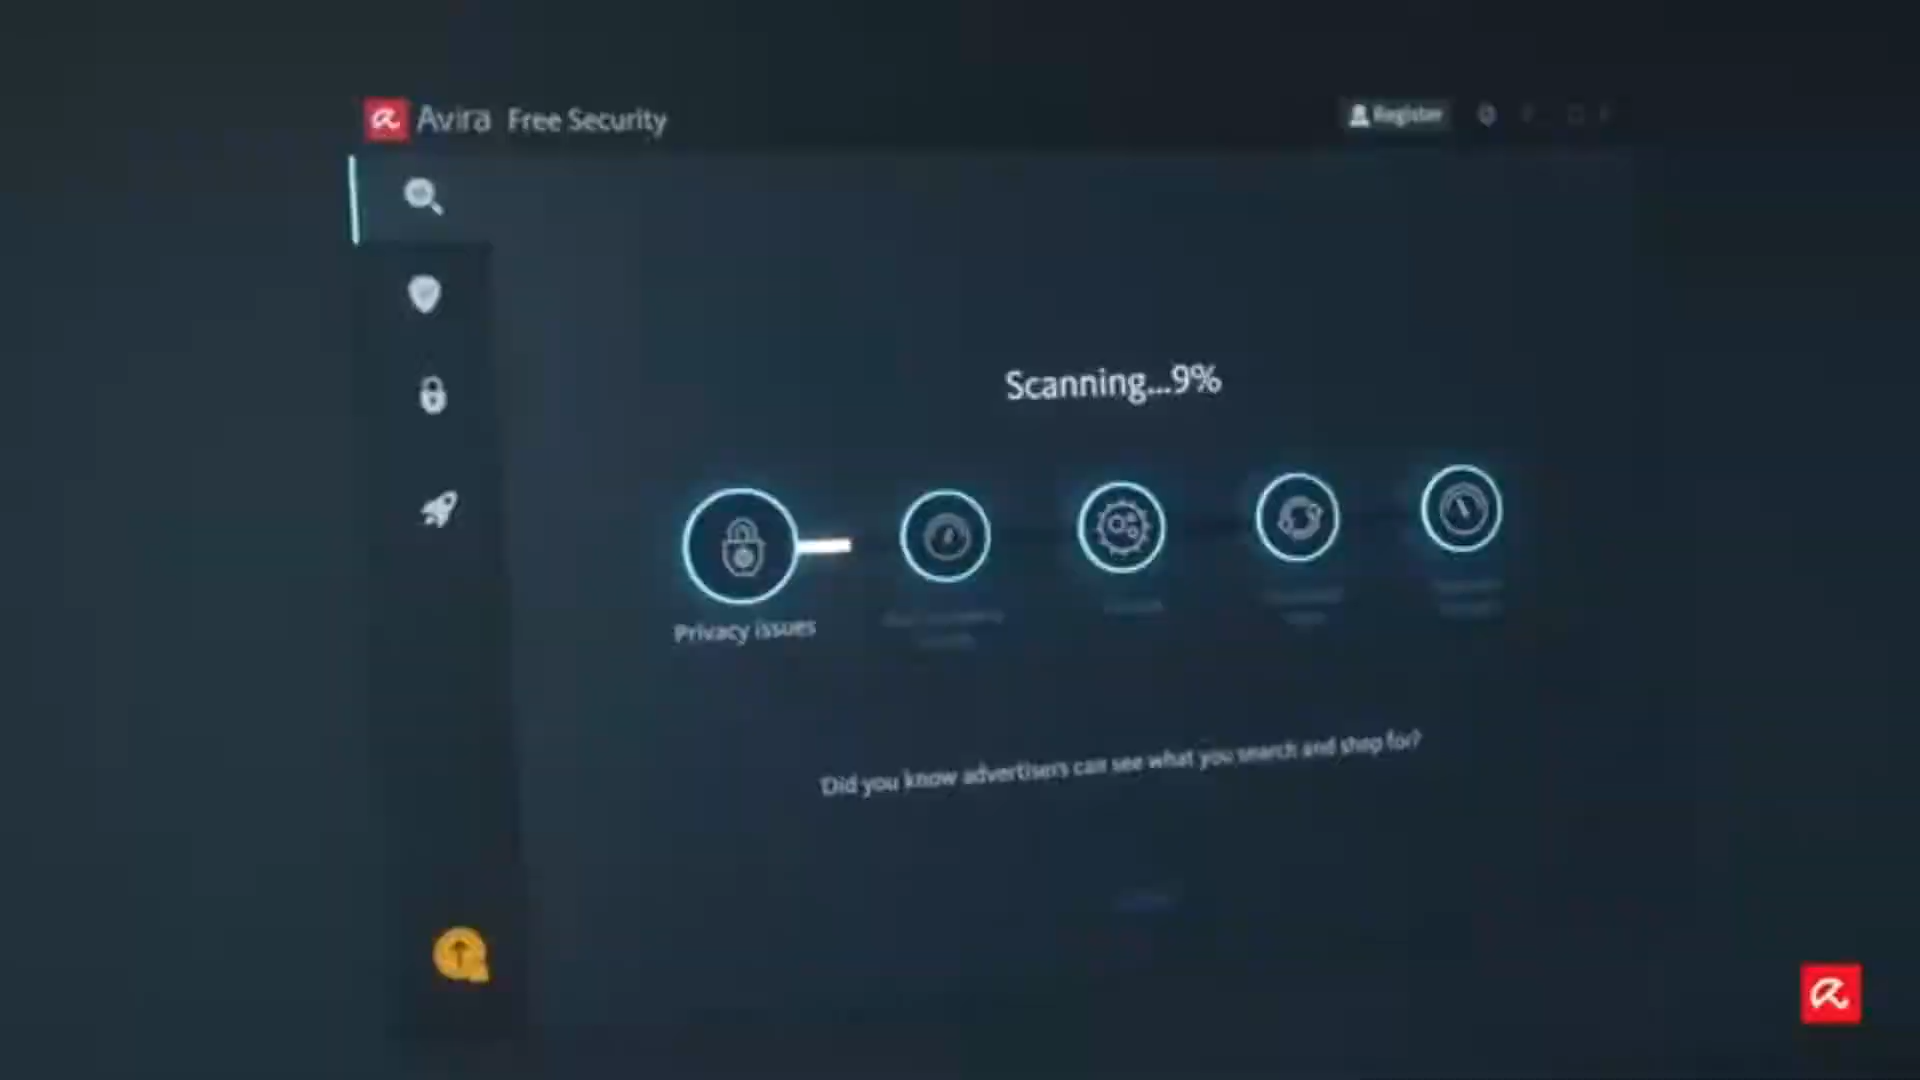 Avira Free Security
Register
Scanning...9%
Privacy issues
Did you know advertisers can see what you search and shop for?